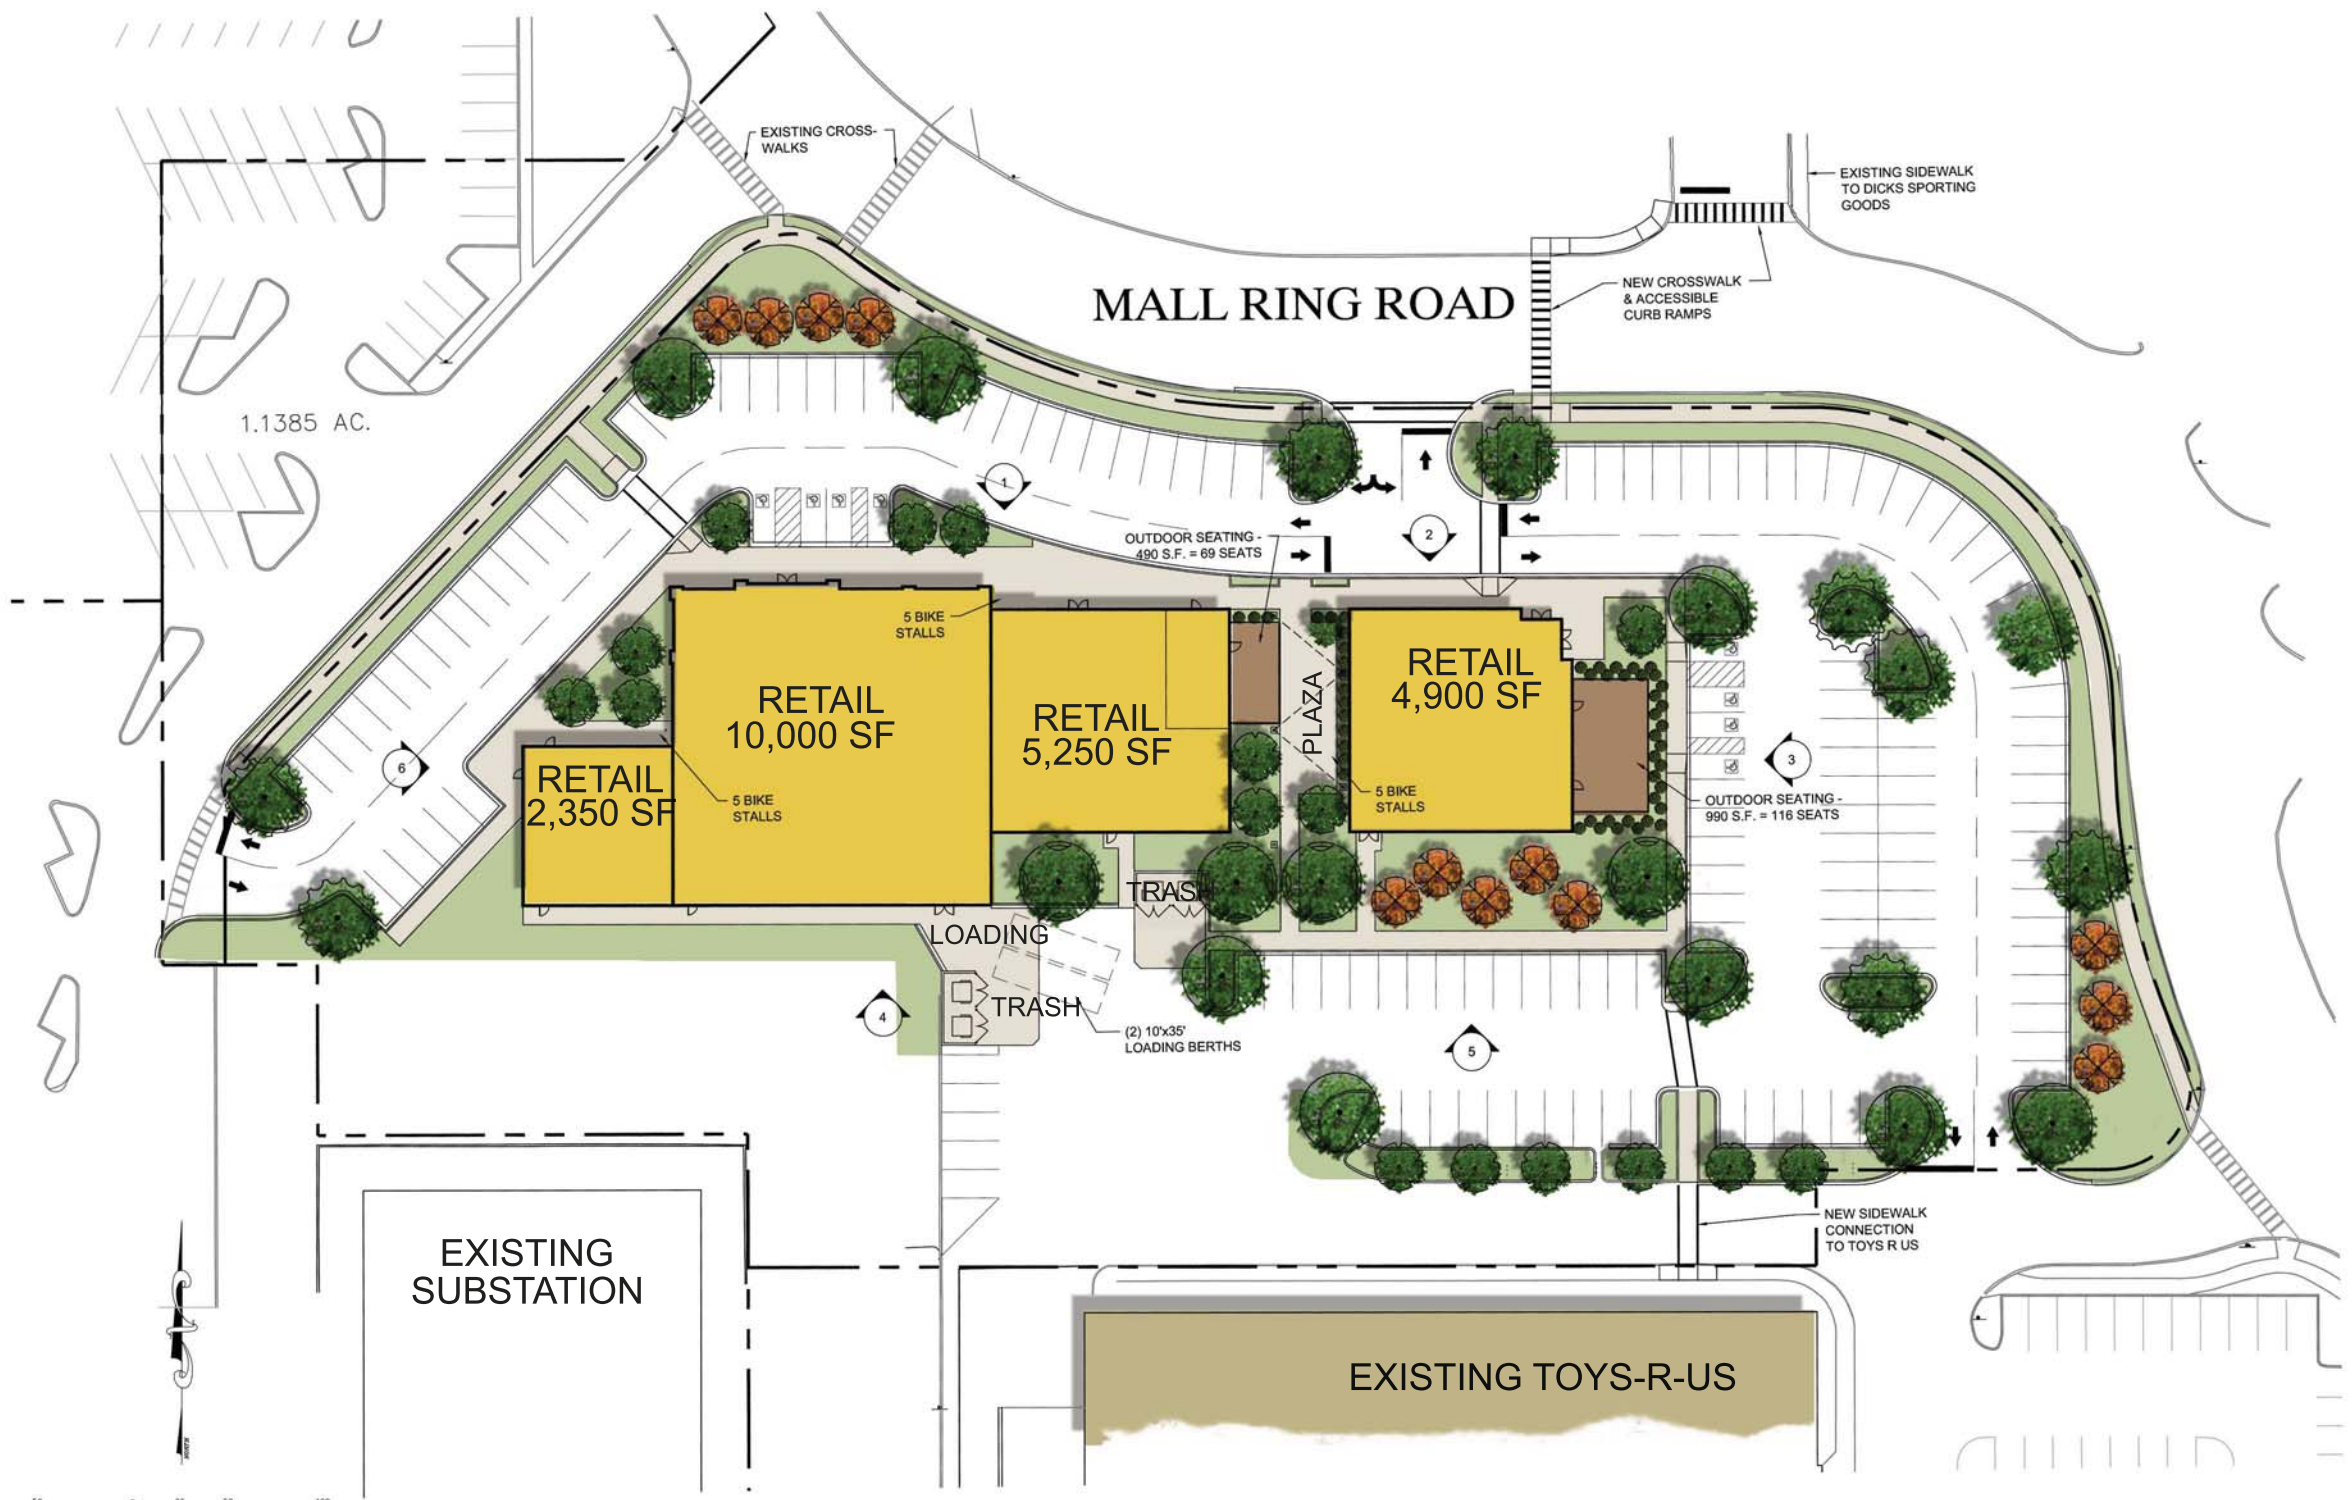 EXISTING CROSS-
WALKS
EXISTING SIDEWALK
TO DICKS SPORTING
GOODS
MALL RING ROAD
NEW CROSSWALK
& ACCESSIBLE
CURB RAMPS
1.1385 AC.
1
2
OUTDOOR SEATING -
490 S.F. = 69 SEATS
5 BIKE
STALLS
RETAIL
10,000 SF
RETAIL
5,250 SF
PLAZA
RETAIL
4,900 SF
6
RETAIL
2,350 SF
5 BIKE
STALLS
5 BIKE
STALLS
3
OUTDOOR SEATING -
990 S.F. = 116 SEATS
TRASH
LOADING
TRASH
4
(2) 10'x35'
LOADING BERTHS
5
NEW SIDEWALK
CONNECTION
TO TOYS R US
EXISTING
SUBSTATION
EXISTING TOYS-R-US